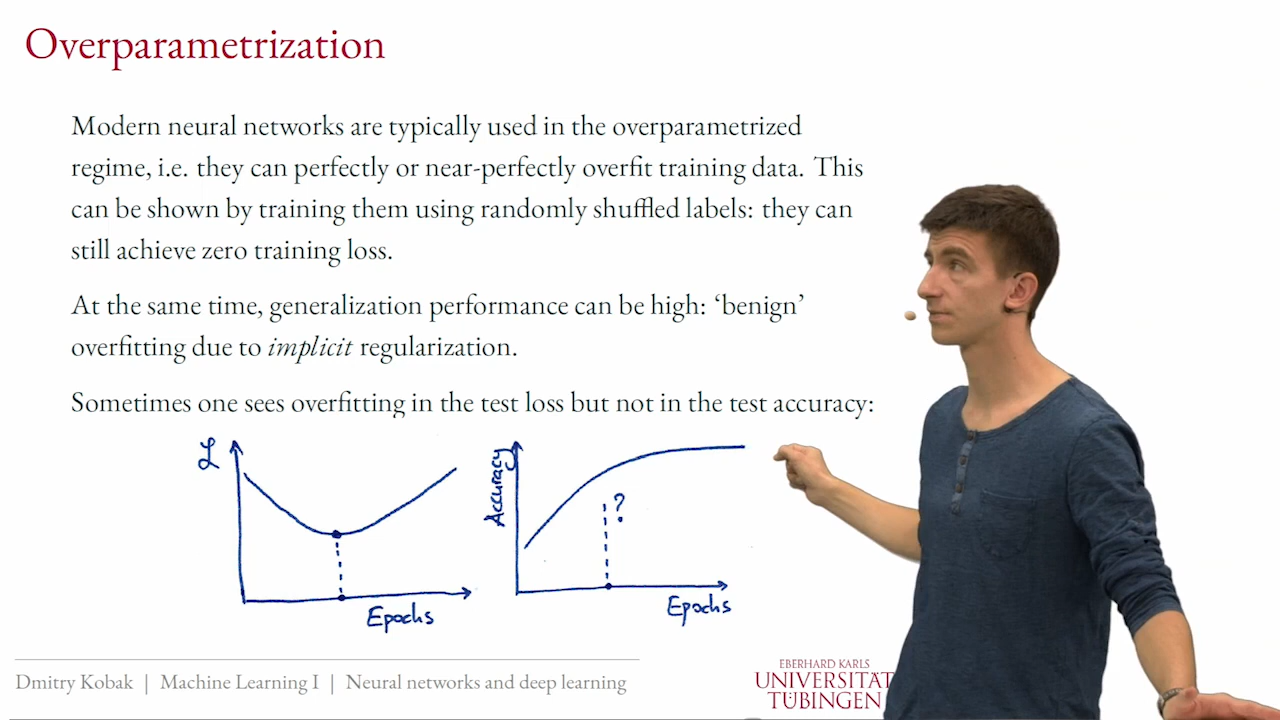 Overparametrization
Modern neural networks are typically used in the overparametrized
regime, i.e. they can perfectly or near-perfectly overfit training data. This
can be shown by training them using randomly shuffled labels: they can
still achieve zero training loss.
At the same time, generalization performance can be high: ‘benign’
overfitting due to implicit regularization.
Sometimes one sees overfitting in the test loss but not in the test accuracy:
ℒ
Epochs
Accuracy
?
Epochs
Dmitry Kobak | Machine Learning I | Neural networks and deep learning
EBERHARD KARLS
UNIVERSITÄT
TÜBINGEN